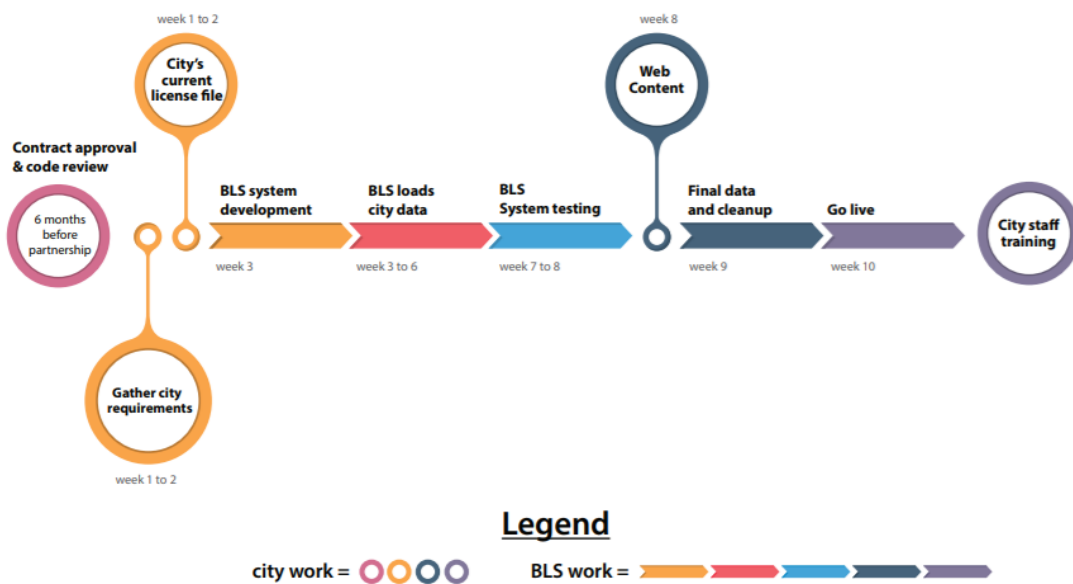 week 1 to 2
City's
current
license file
week 8
Web
Content
Contract approval
& code review
6 months
before
partnership
BLS system
development
week 3
BLS loads
city data
week 3 to 6
BLS
System testing
week 7 to 8
Final data
and cleanup
week 9
Go live
week 10
City staff
training
Gather city
requirements
week 1 to 2
Legend
city work =
BLS work =